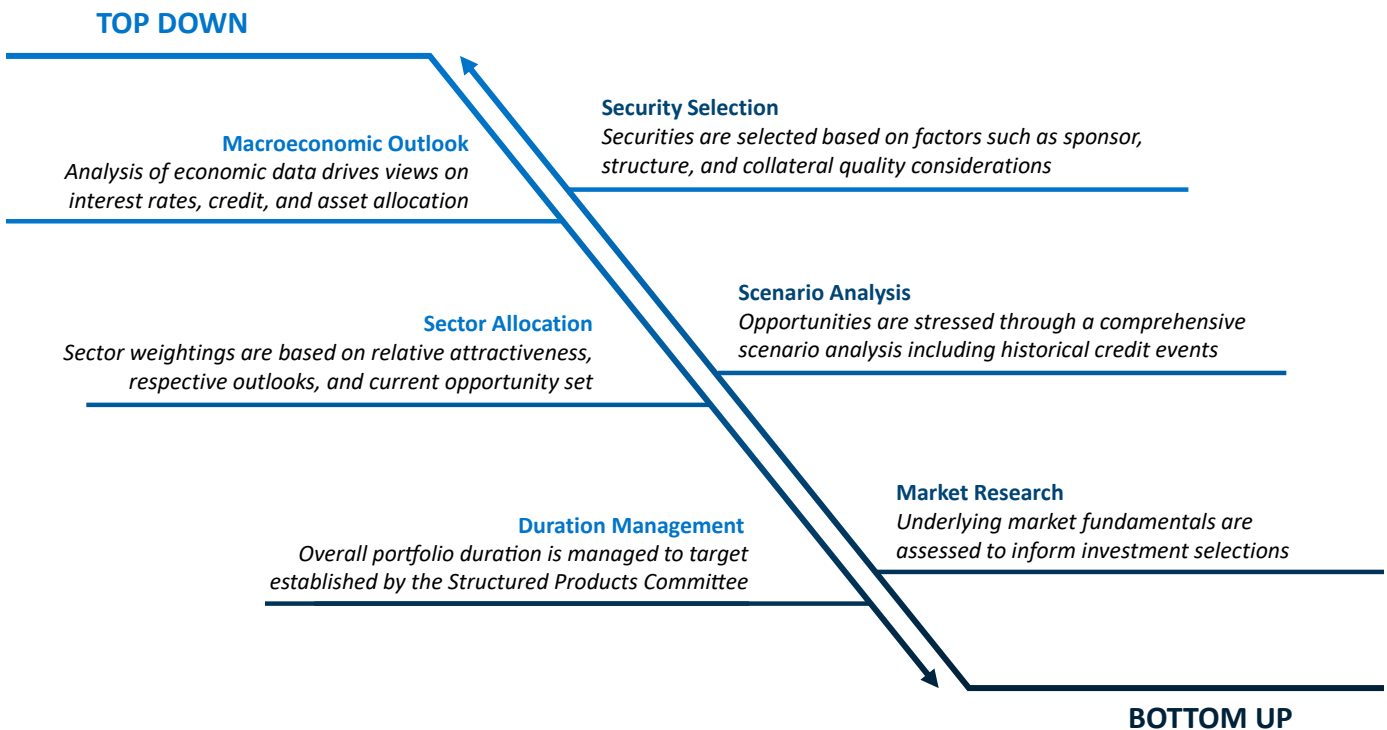 TOP DOWN
Macroeconomic Outlook
Analysis of economic data drives views on
interest rates, credit, and asset allocation
Sector Allocation
Sector weightings are based on relative attractiveness,
respective outlooks, and current opportunity set
Duration Management
Overall portfolio duration is managed to target
established by the Structured Products Committee
Security Selection
Securities are selected based on factors such as sponsor,
structure, and collateral quality considerations
Scenario Analysis
Opportunities are stressed through a comprehensive
scenario analysis including historical credit events
Market Research
Underlying market fundamentals are
assessed to inform investment selections
BOTTOM UP